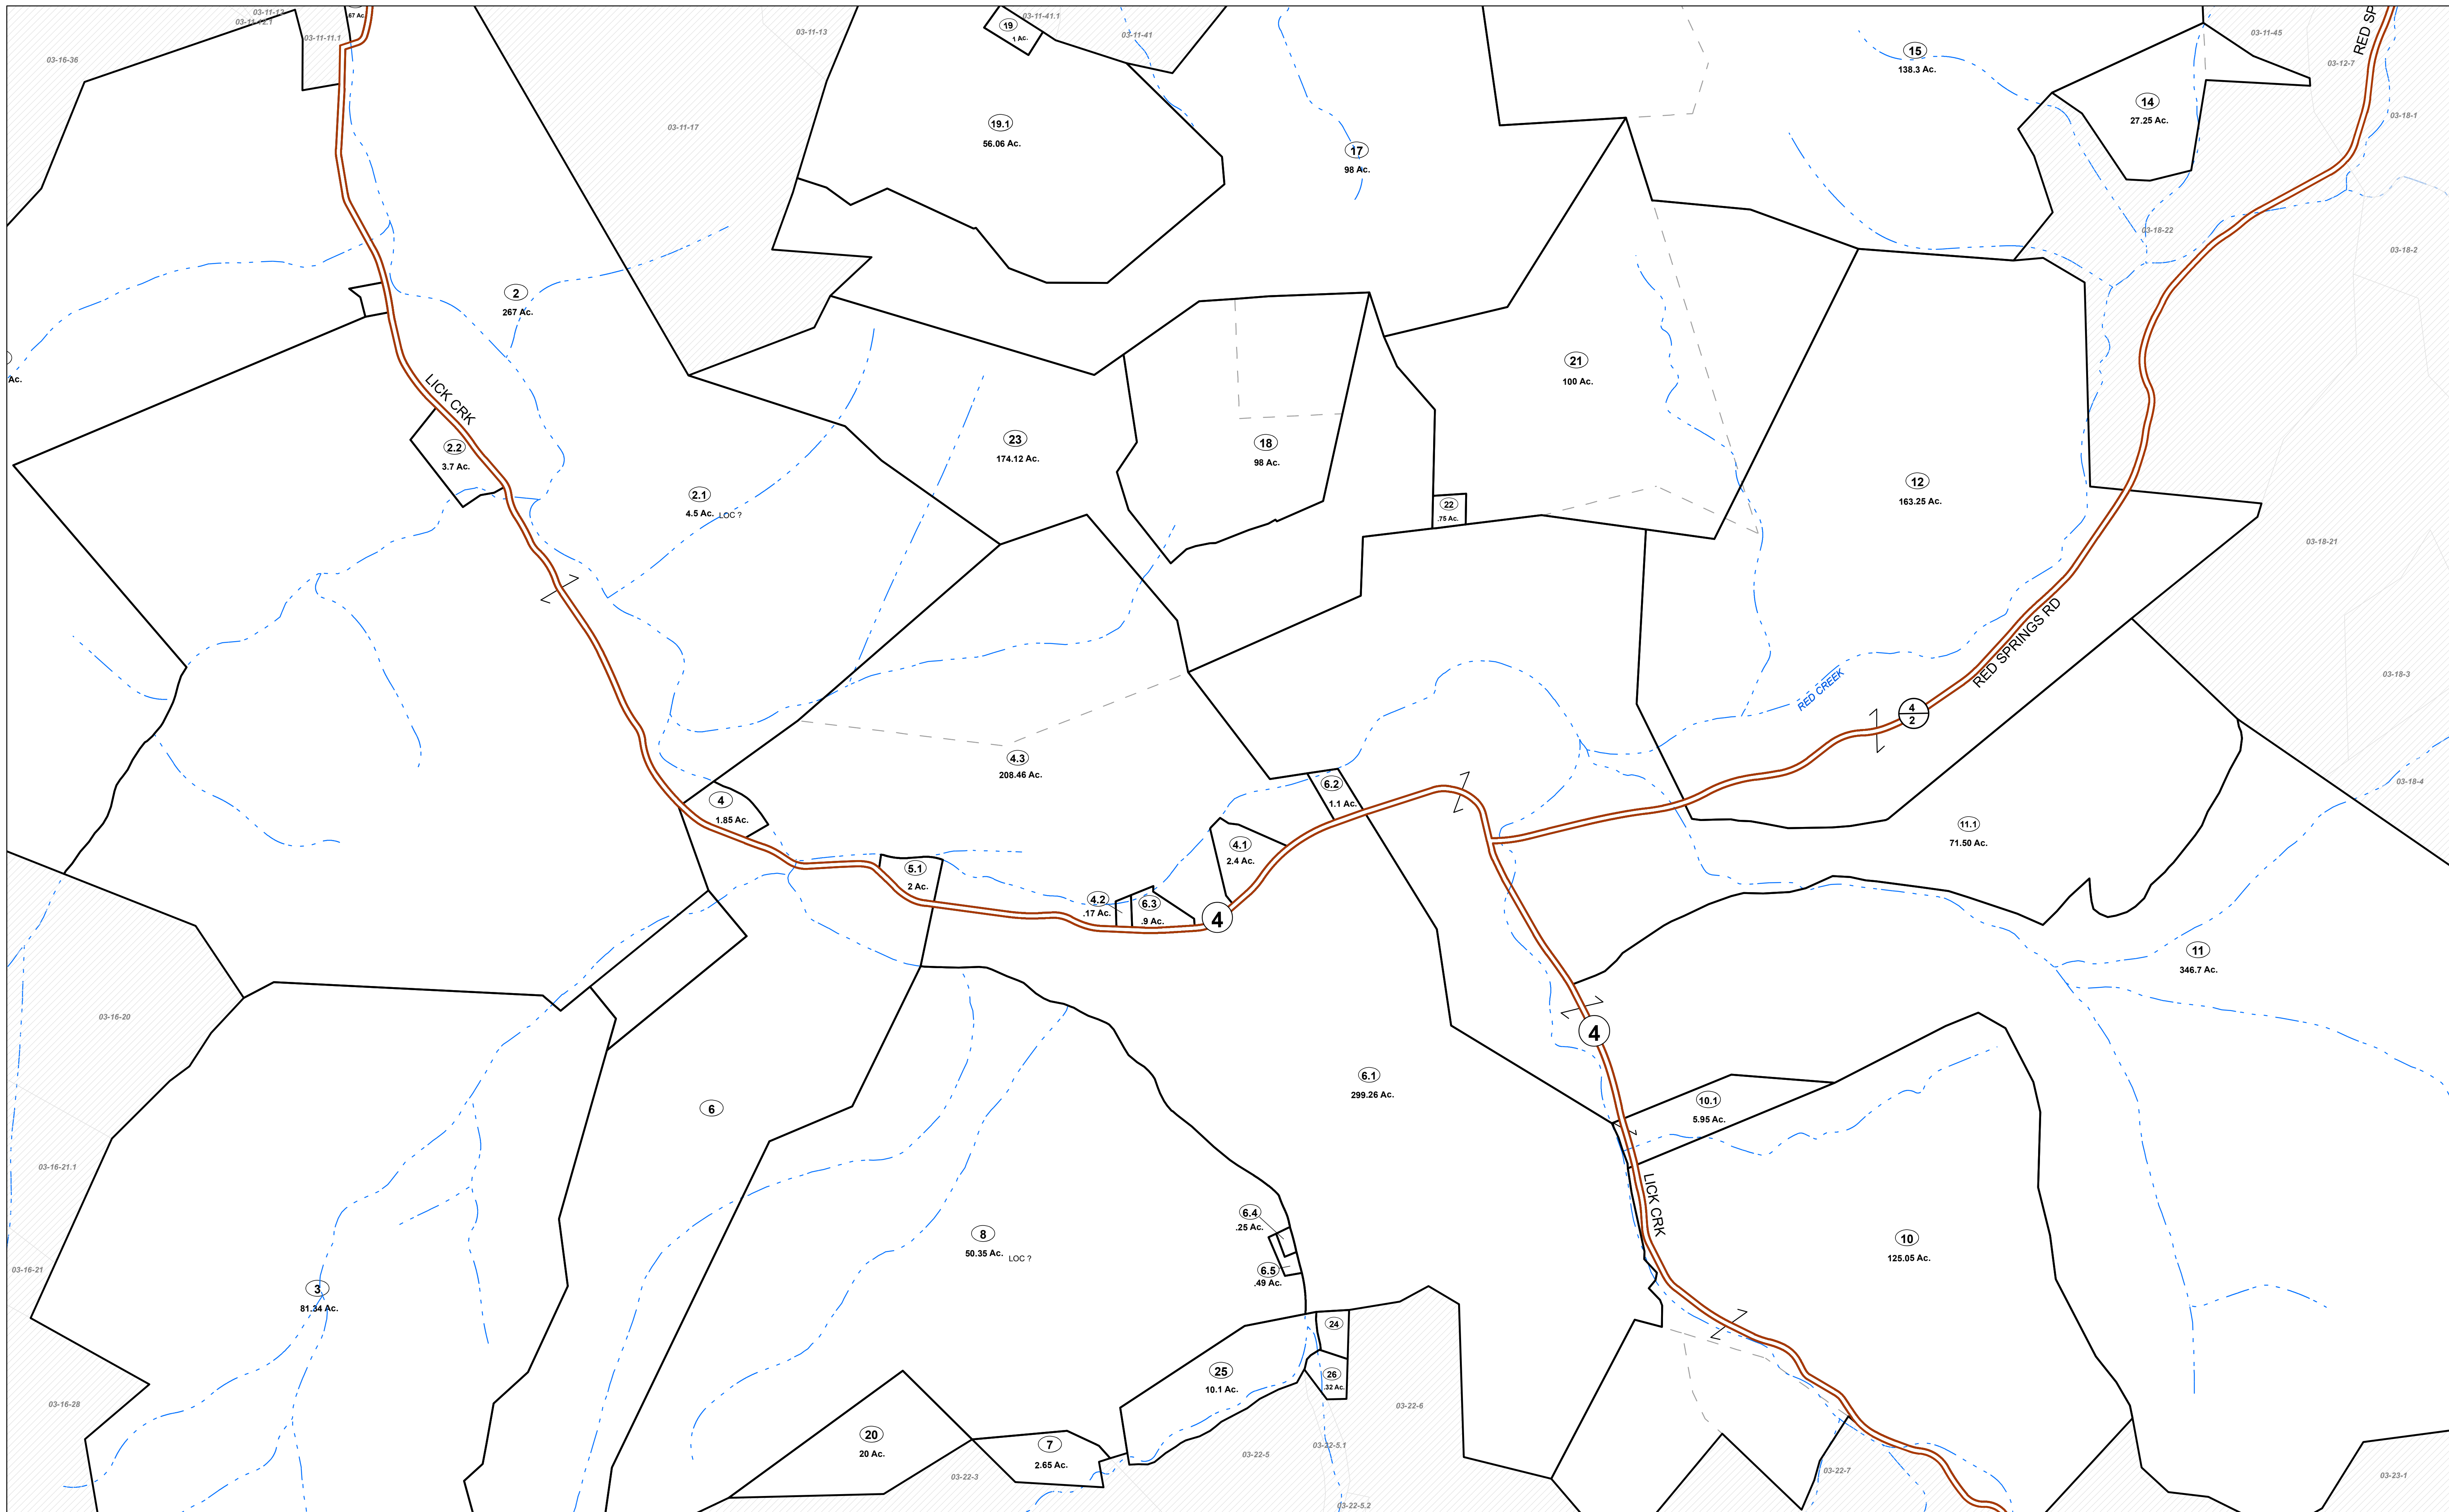 03-11-12.1
03-11-11.1
03-16-36
03-11-13
03-11-41.1
03-11-41
19
1 Ac.
19.1
56.06 Ac.
03-11-17
17
98 Ac.
15
138.3 Ac.
14
27.25 Ac.
03-11-45
03-12-7
RED SP
03-18-1
03-18-22
03-18-2
2
267 Ac.
Ac.
LICK CRK
2.2
3.7 Ac.
2.1
4.5 Ac. LOC ?
23
174.12 Ac.
18
98 Ac.
21
100 Ac.
22
.75 Ac.
12
163.25 Ac.
03-18-21
RED SPRINGS RD
RED CREEK
4
2
03-18-3
03-18-4
4.3
208.46 Ac.
4
1.85 Ac.
6.2
1.1 Ac.
4.1
2.4 Ac.
5.1
2 Ac.
4.2
.17 Ac.
6.3
.9 Ac.
4
11.1
71.50 Ac.
11
346.7 Ac.
03-16-20
4
6.1
299.26 Ac.
6
10.1
5.95 Ac.
03-16-21.1
LICK CRK
6.4
.25 Ac.
6.5
.49 Ac.
8
50.35 Ac. LOC ?
10
125.05 Ac.
03-16-21
3
81.34 Ac.
24
26
.32 Ac.
25
10.1 Ac.
03-16-28
03-22-6
20
20 Ac.
7
2.65 Ac.
03-22-5
03-22-5.1
03-22-3
03-22-7
03-23-1
03-22-5.2